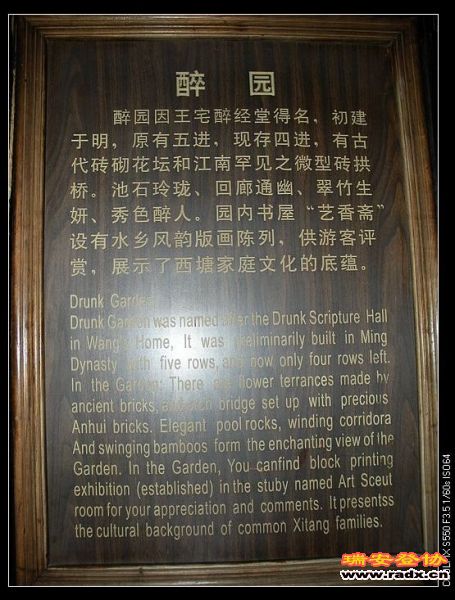 醉园
醉园因王宅醉经堂得名，初建
于明，原有五进，现存四进，有古
代砖砌花坛和江南罕见之微型砖拱
桥。池石玲珑、回廊通幽、翠竹生
妍、秀色醉人。园内书屋“艺香斋”
设有水乡风韵版画陈列，供游客评
赏，展示了西塘家庭文化的底蕴。
Drunk Garden
Drunk Garden was named after the Drunk Scripture Hall
in Wang's Home, It was preliminarily built in Ming
Dynasty with five rows, and now only four rows left.
In the Garden: There are flower terrances made by
ancient bricks, and arch bridge set up with precious
Anhui bricks. Elegant pool rocks, winding corridora
And swinging bamboos form the enchanting view of the
Garden. In the Garden, You canfind block printing
exhibition (established) in the stuby named Art Sceut
room for your appreciation and comments. It presentss
the cultural background of common Xitang families.
瑞安登协
www.radx.cn
S550 F3.5 1/60s ISO64